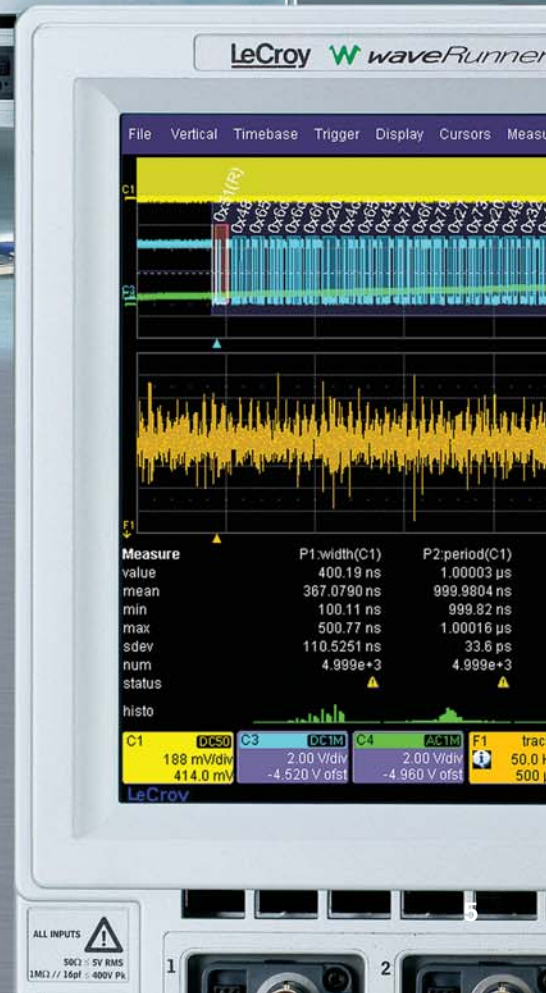 LeCroy waveRunner
File Vertical Timebase Trigger Display Cursors
C1
F1
Measure P1:width(C1) P2:period(C1)
value 400.19 ns 1.00003 µs
mean 367.0790 ns 999.9804 ns
min 100.11 ns 999.82 ns
max 500.77 ns 1.00016 µs
sdev 110.5251 ns 33.6 ps
num 4.999e+3 4.999e+3
status
histo
C1 DC50 C3 DC1M C4 AC1M F1
188 mV/div 2.00 V/div 2.00 V/div 50.0
414.0 mV -4.520 V ofst -4.960 V ofst 500
LeCroy
5
ALL INPUTS
50Ω ≤ 5V RMS
1MΩ // 16pf ≤ 400V Pk
1 2